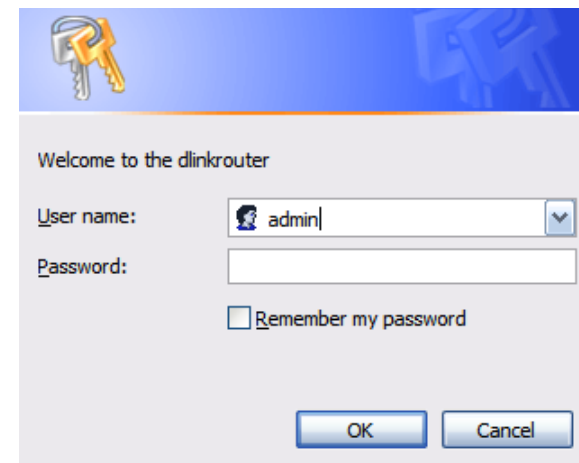 Welcome to the dlinkrouter
User name: admin
Password:
Remember my password
OK Cancel